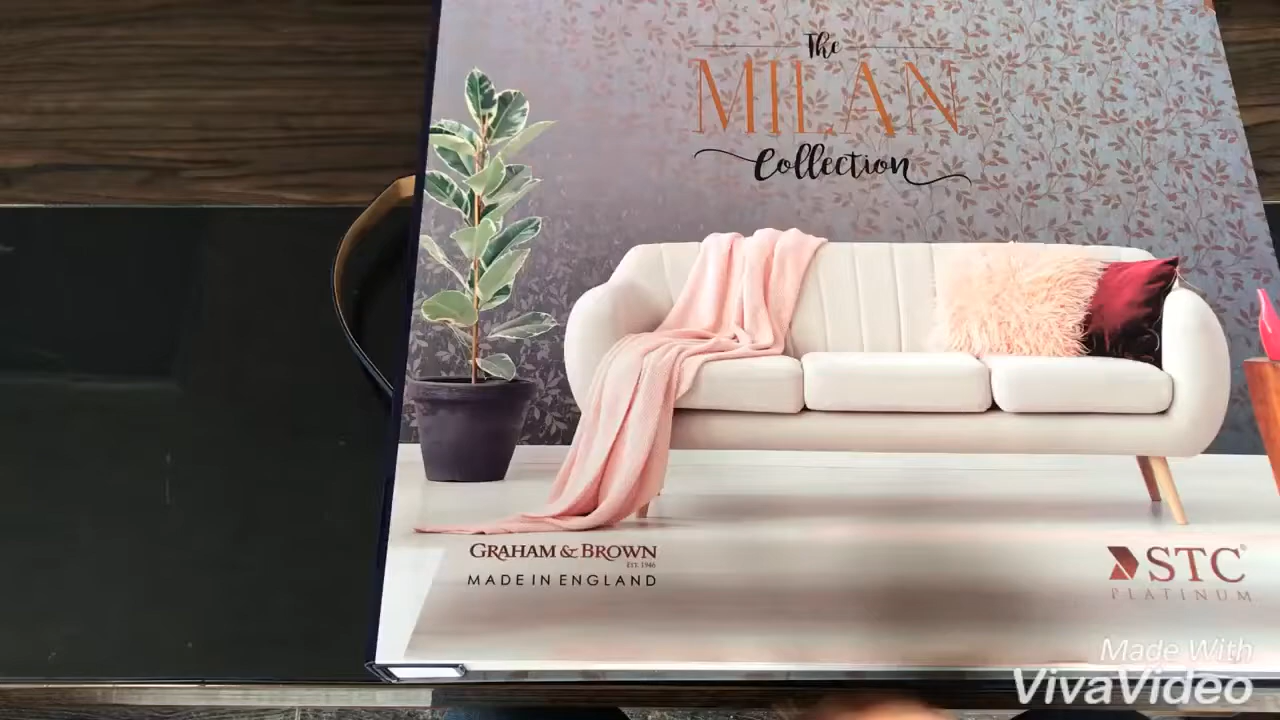 The
MILAN
Collection
GRAHAM & BROWN
EST. 1946
MADE IN ENGLAND
STC®
PLATINUM
Made With
VivaVideo